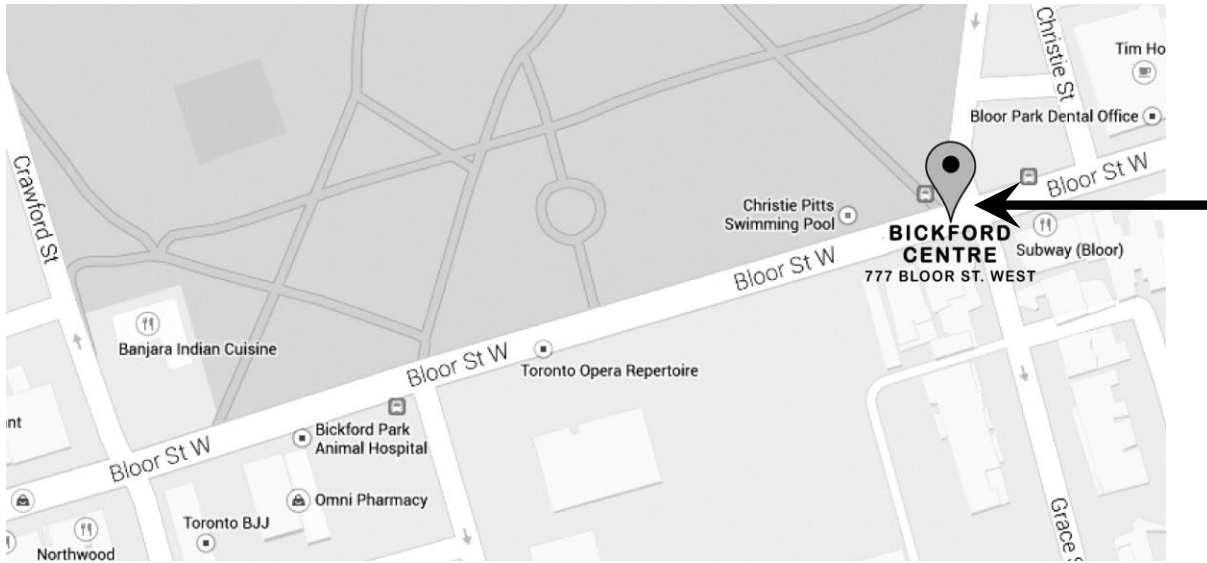 Christie St
Tim Ho
Bloor Park Dental Office
Bloor St W
Crawford St
Christie Pitts
Swimming Pool
BICKFORD
CENTRE
777 BLOOR ST. WEST
Subway (Bloor)
Bloor St W
Banjara Indian Cuisine
Bloor St W
Toronto Opera Repertoire
nt
Bickford Park
Animal Hospital
Bloor St W
Omni Pharmacy
Toronto BJJ
Northwood
Grace S